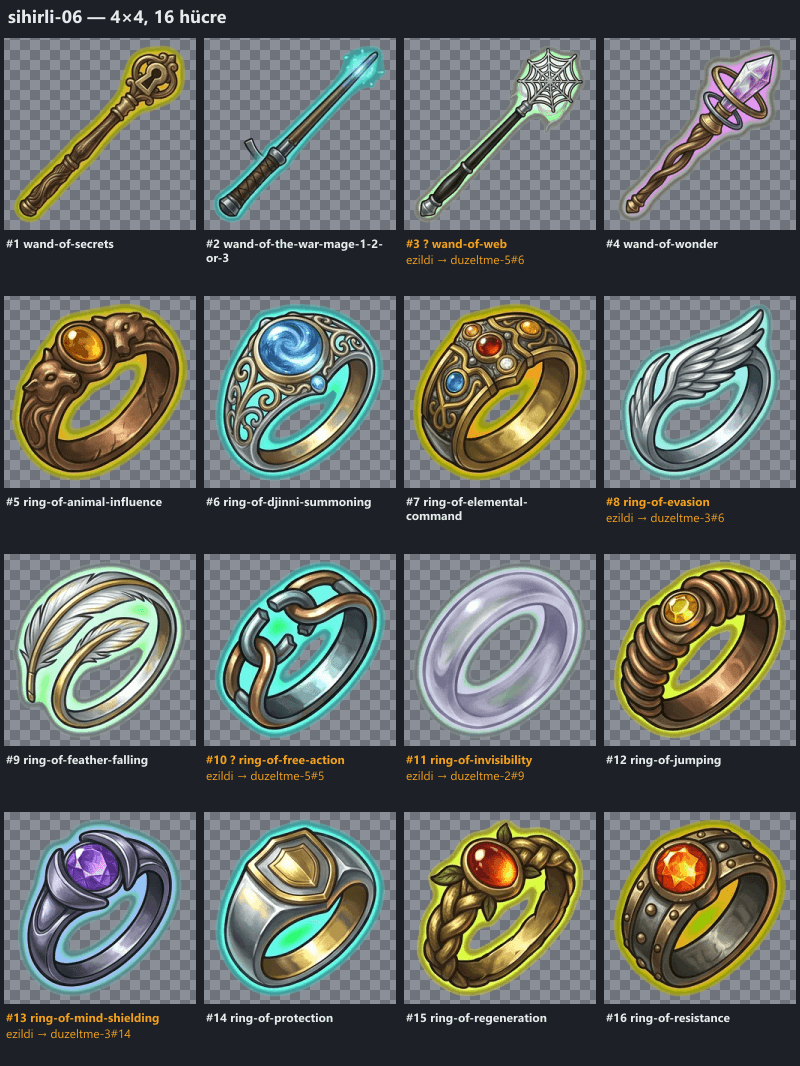 sihirli-06 — 4×4, 16 hücre
#1 wand-of-secrets
#2 wand-of-the-war-mage-1-2-
or-3
#3 ? wand-of-web
ezildi → duzeltme-5#6
#4 wand-of-wonder
#5 ring-of-animal-influence
#6 ring-of-djinni-summoning
#7 ring-of-elemental-
command
#8 ring-of-evasion
ezildi → duzeltme-3#6
#9 ring-of-feather-falling
#10 ? ring-of-free-action
ezildi → duzeltme-5#5
#11 ring-of-invisibility
ezildi → duzeltme-2#9
#12 ring-of-jumping
#13 ring-of-mind-shielding
ezildi → duzeltme-3#14
#14 ring-of-protection
#15 ring-of-regeneration
#16 ring-of-resistance